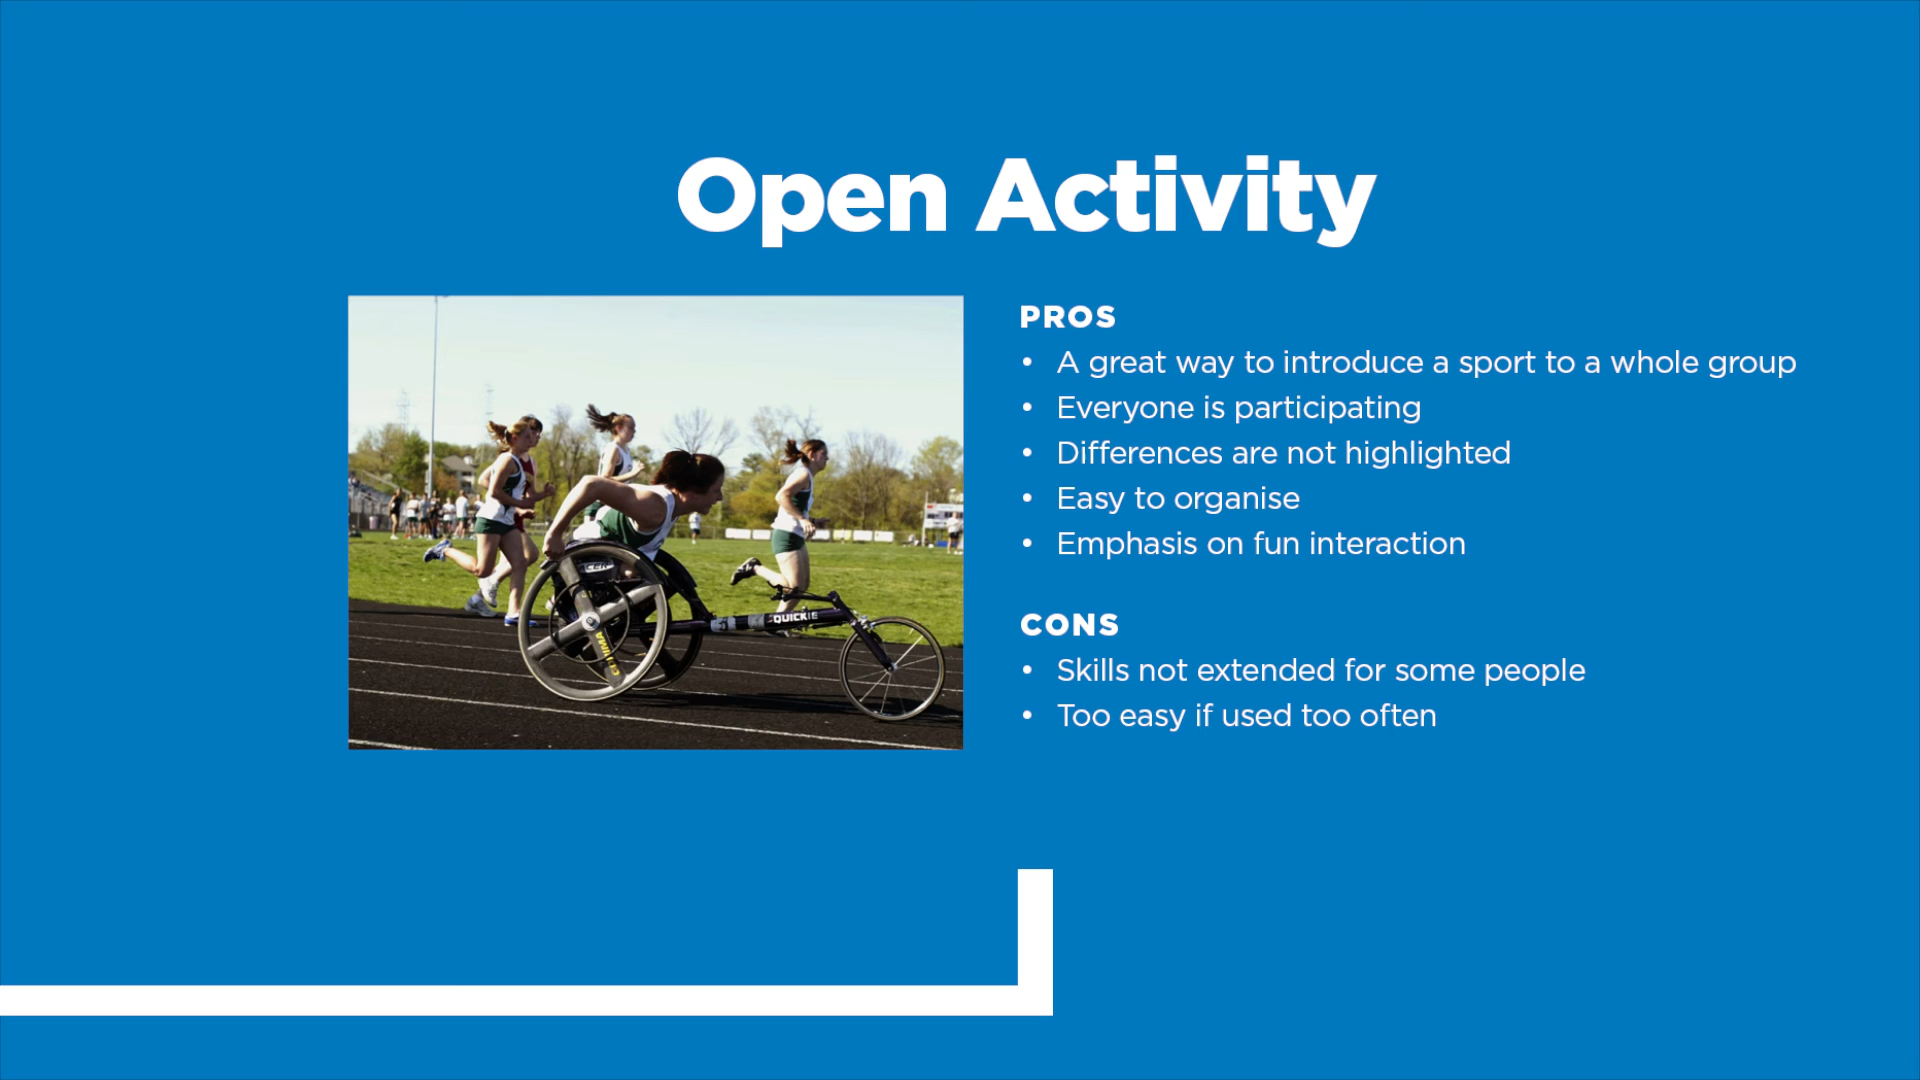 Open Activity
PROS
• A great way to introduce a sport to a whole group
• Everyone is participating
• Differences are not highlighted
• Easy to organise
• Emphasis on fun interaction
CONS
• Skills not extended for some people
• Too easy if used too often
QUICKIE